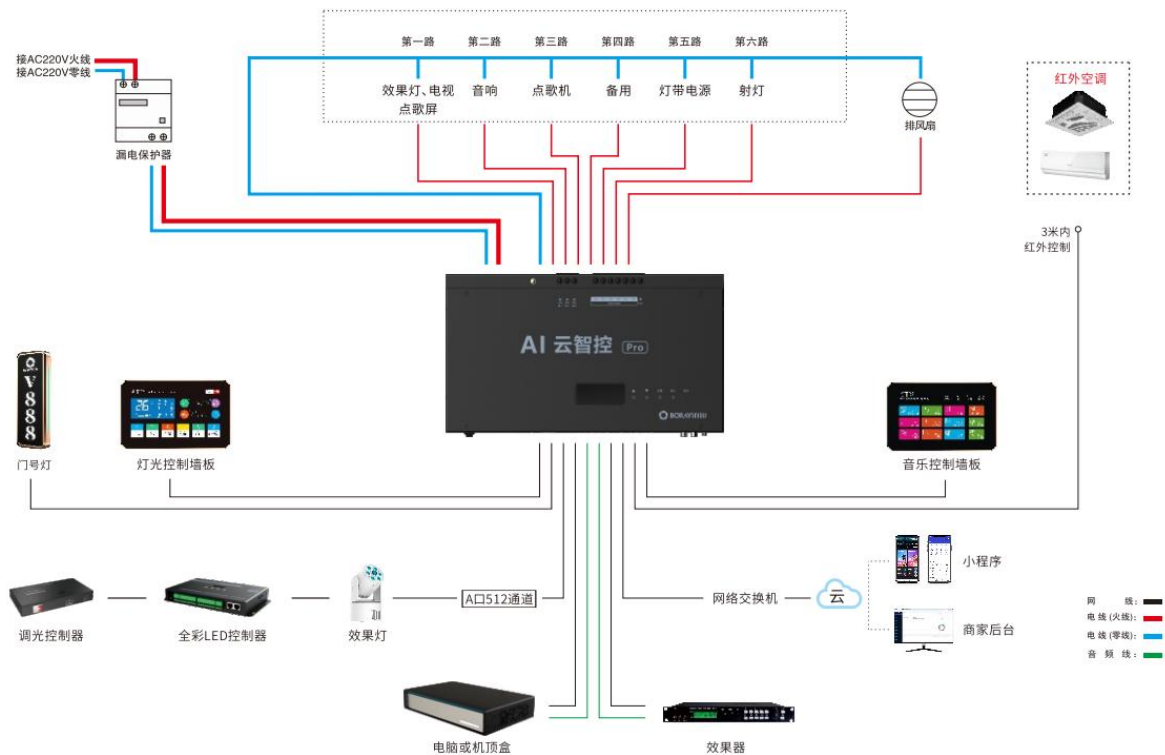 接AC220V火线
接AC220V零线
漏电保护器
第一路 第二路 第三路 第四路 第五路 第六路
效果灯、电视
点歌屏
音响 点歌机 备用 灯带电源 射灯
排风扇
红外空调
3米内
红外控制
AI 云智控 Pro
V888
门号灯
灯光控制墙板
音乐控制墙板
调光控制器
全彩LED控制器
效果灯
A口512通道
网络交换机
云
小程序
商家后台
电脑或机顶盒
效果器
网 线：
电线(火线)：
电线(零线)：
音 频 线：